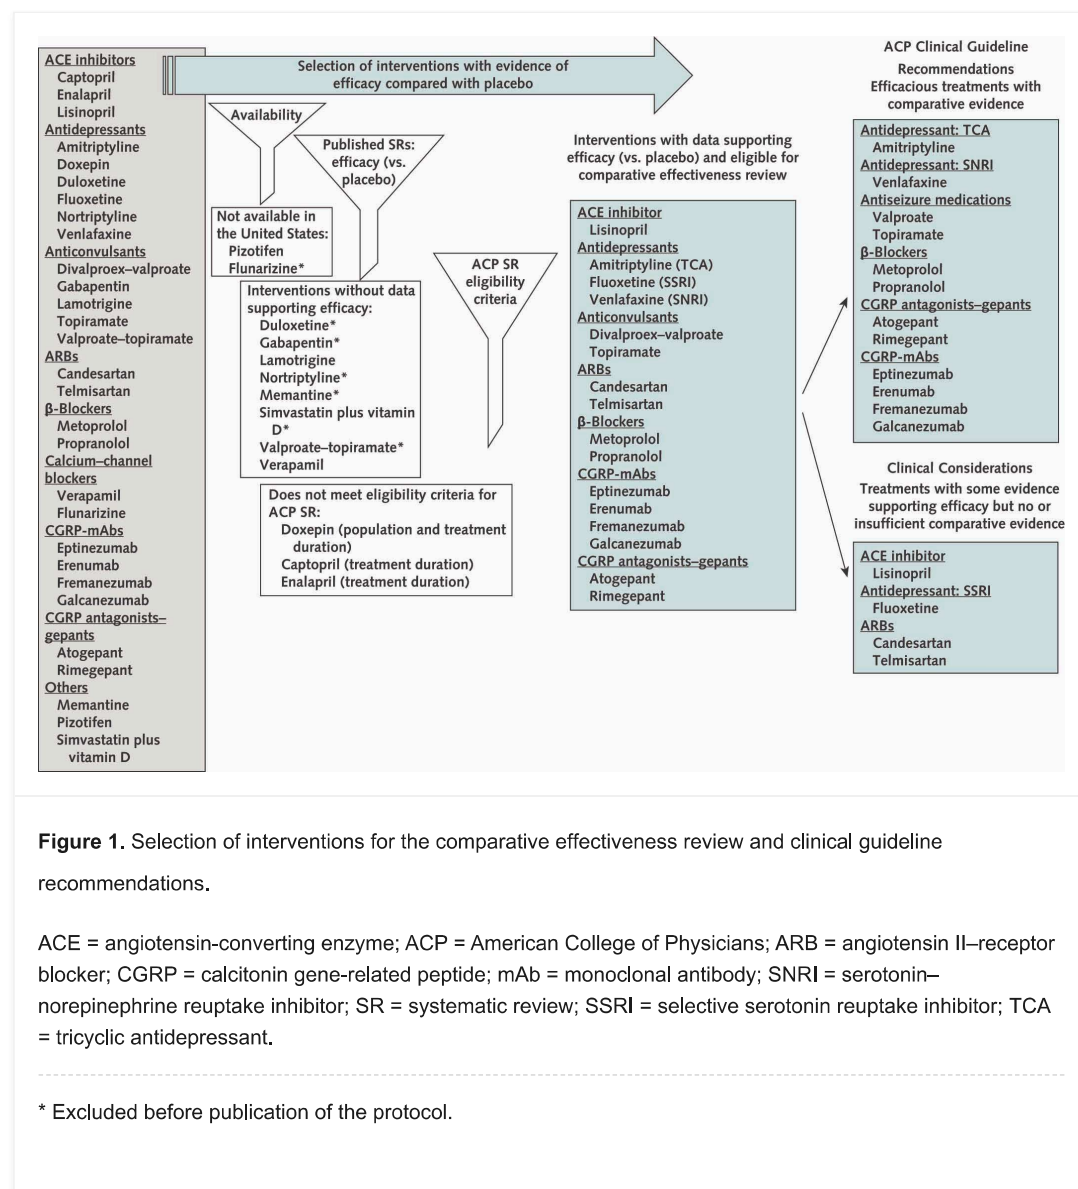 ACE inhibitors
Captopril
Enalapril
Lisinopril
Antidepressants
Amitriptyline
Doxepin
Duloxetine
Fluoxetine
Nortriptyline
Venlafaxine
Anticonvulsants
Divalproex–valproate
Gabapentin
Lamotrigine
Topiramate
Valproate–topiramate
ARBs
Candesartan
Telmisartan
β-Blockers
Metoprolol
Propranolol
Calcium–channel
blockers
Verapamil
Flunarizine
CGRP-mAbs
Eptinezumab
Erenumab
Fremanezumab
Galcanezumab
CGRP antagonists–
gepants
Atogepant
Rimegepant
Others
Memantine
Pizotifen
Simvastatin plus
vitamin D
Selection of interventions with evidence of
efficacy compared with placebo
Availability
Published SRs:
efficacy (vs.
placebo)
Not available in
the United States:
Pizotifen
Flunarizine*
Interventions without data
supporting efficacy:
Duloxetine*
Gabapentin*
Lamotrigine
Nortriptyline*
Memantine*
Simvastatin plus vitamin
D*
Valproate–topiramate*
Verapamil
ACP SR
eligibility
criteria
Does not meet eligibility criteria for
ACP SR:
Doxepin (population and treatment
duration)
Captopril (treatment duration)
Enalapril (treatment duration)
Interventions with data supporting
efficacy (vs. placebo) and eligible for
comparative effectiveness review
ACE inhibitor
Lisinopril
Antidepressants
Amitriptyline (TCA)
Fluoxetine (SSRI)
Venlafaxine (SNRI)
Anticonvulsants
Divalproex–valproate
Topiramate
ARBs
Candesartan
Telmisartan
β-Blockers
Metoprolol
Propranolol
CGRP-mAbs
Eptinezumab
Erenumab
Fremanezumab
Galcanezumab
CGRP antagonists–gepants
Atogepant
Rimegepant
ACP Clinical Guideline
Recommendations
Efficacious treatments with
comparative evidence
Antidepressant: TCA
Amitriptyline
Antidepressant: SNRI
Venlafaxine
Antiseizure medications
Valproate
Topiramate
β-Blockers
Metoprolol
Propranolol
CGRP antagonists–gepants
Atogepant
Rimegepant
CGRP-mAbs
Eptinezumab
Erenumab
Fremanezumab
Galcanezumab
Clinical Considerations
Treatments with some evidence
supporting efficacy but no or
insufficient comparative evidence
ACE inhibitor
Lisinopril
Antidepressant: SSRI
Fluoxetine
ARBs
Candesartan
Telmisartan
Figure 1. Selection of interventions for the comparative effectiveness review and clinical guideline
recommendations.
ACE = angiotensin-converting enzyme; ACP = American College of Physicians; ARB = angiotensin II–receptor
blocker; CGRP = calcitonin gene-related peptide; mAb = monoclonal antibody; SNRI = serotonin–
norepinephrine reuptake inhibitor; SR = systematic review; SSRI = selective serotonin reuptake inhibitor; TCA
= tricyclic antidepressant.
* Excluded before publication of the protocol.